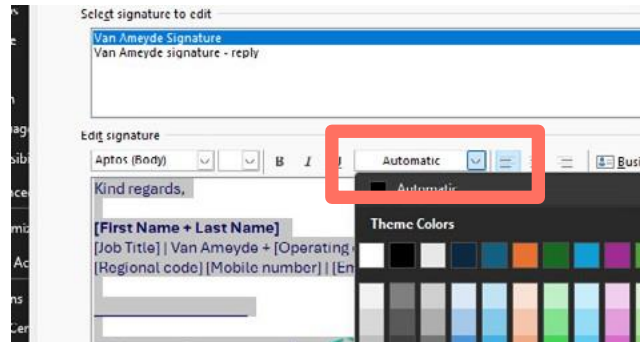 Select signature to edit
Van Ameyde Signature
Van Ameyde signature - reply
Edit signature
Aptos (Body) B I U Automatic Busi
Automatic
Kind regards,
Theme Colors
[First Name + Last Name]
[Job Title] | Van Ameyde + [Operating
[Regional code] [Mobile number] | [Em